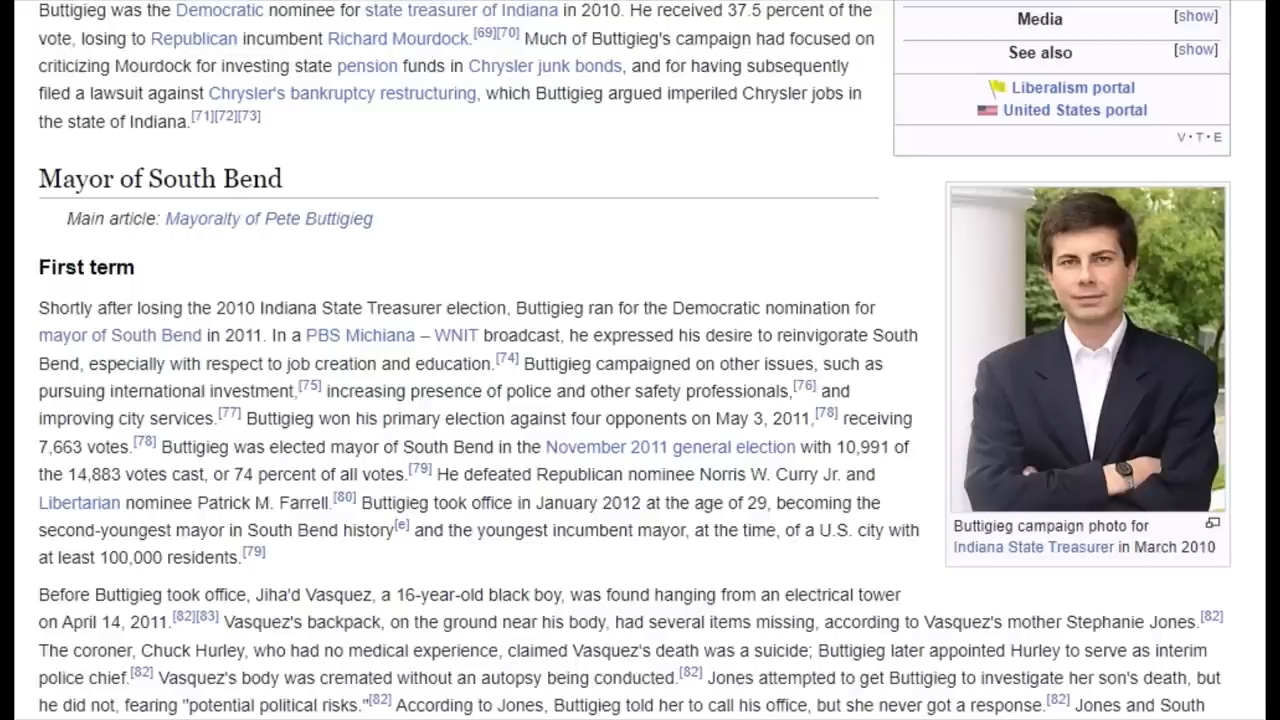 Buttigieg was the Democratic nominee for state treasurer of Indiana in 2010. He received 37.5 percent of the
vote, losing to Republican incumbent Richard Mourdock.[69][70] Much of Buttigieg's campaign had focused on
criticizing Mourdock for investing state pension funds in Chrysler junk bonds, and for having subsequently
filed a lawsuit against Chrysler's bankruptcy restructuring, which Buttigieg argued imperiled Chrysler jobs in
the state of Indiana.[71][72][73]
Media [show]
See also [show]
Liberalism portal
United States portal
V・T・E
Mayor of South Bend
Main article: Mayoralty of Pete Buttigieg
First term
Shortly after losing the 2010 Indiana State Treasurer election, Buttigieg ran for the Democratic nomination for
mayor of South Bend in 2011. In a PBS Michiana – WNIT broadcast, he expressed his desire to reinvigorate South
Bend, especially with respect to job creation and education.[74] Buttigieg campaigned on other issues, such as
pursuing international investment,[75] increasing presence of police and other safety professionals,[76] and
improving city services.[77] Buttigieg won his primary election against four opponents on May 3, 2011,[78] receiving
7,663 votes.[78] Buttigieg was elected mayor of South Bend in the November 2011 general election with 10,991 of
the 14,883 votes cast, or 74 percent of all votes.[79] He defeated Republican nominee Norris W. Curry Jr. and
Libertarian nominee Patrick M. Farrell.[80] Buttigieg took office in January 2012 at the age of 29, becoming the
second-youngest mayor in South Bend history[e] and the youngest incumbent mayor, at the time, of a U.S. city with
at least 100,000 residents.[79]
Buttigieg campaign photo for
Indiana State Treasurer in March 2010
Before Buttigieg took office, Jiha'd Vasquez, a 16-year-old black boy, was found hanging from an electrical tower
on April 14, 2011.[82][83] Vasquez's backpack, on the ground near his body, had several items missing, according to Vasquez's mother Stephanie Jones.[82]
The coroner, Chuck Hurley, who had no medical experience, claimed Vasquez's death was a suicide; Buttigieg later appointed Hurley to serve as interim
police chief.[82] Vasquez's body was cremated without an autopsy being conducted.[82] Jones attempted to get Buttigieg to investigate her son's death, but
he did not, fearing "potential political risks."[82] According to Jones, Buttigieg told her to call his office, but she never got a response.[82] Jones and South